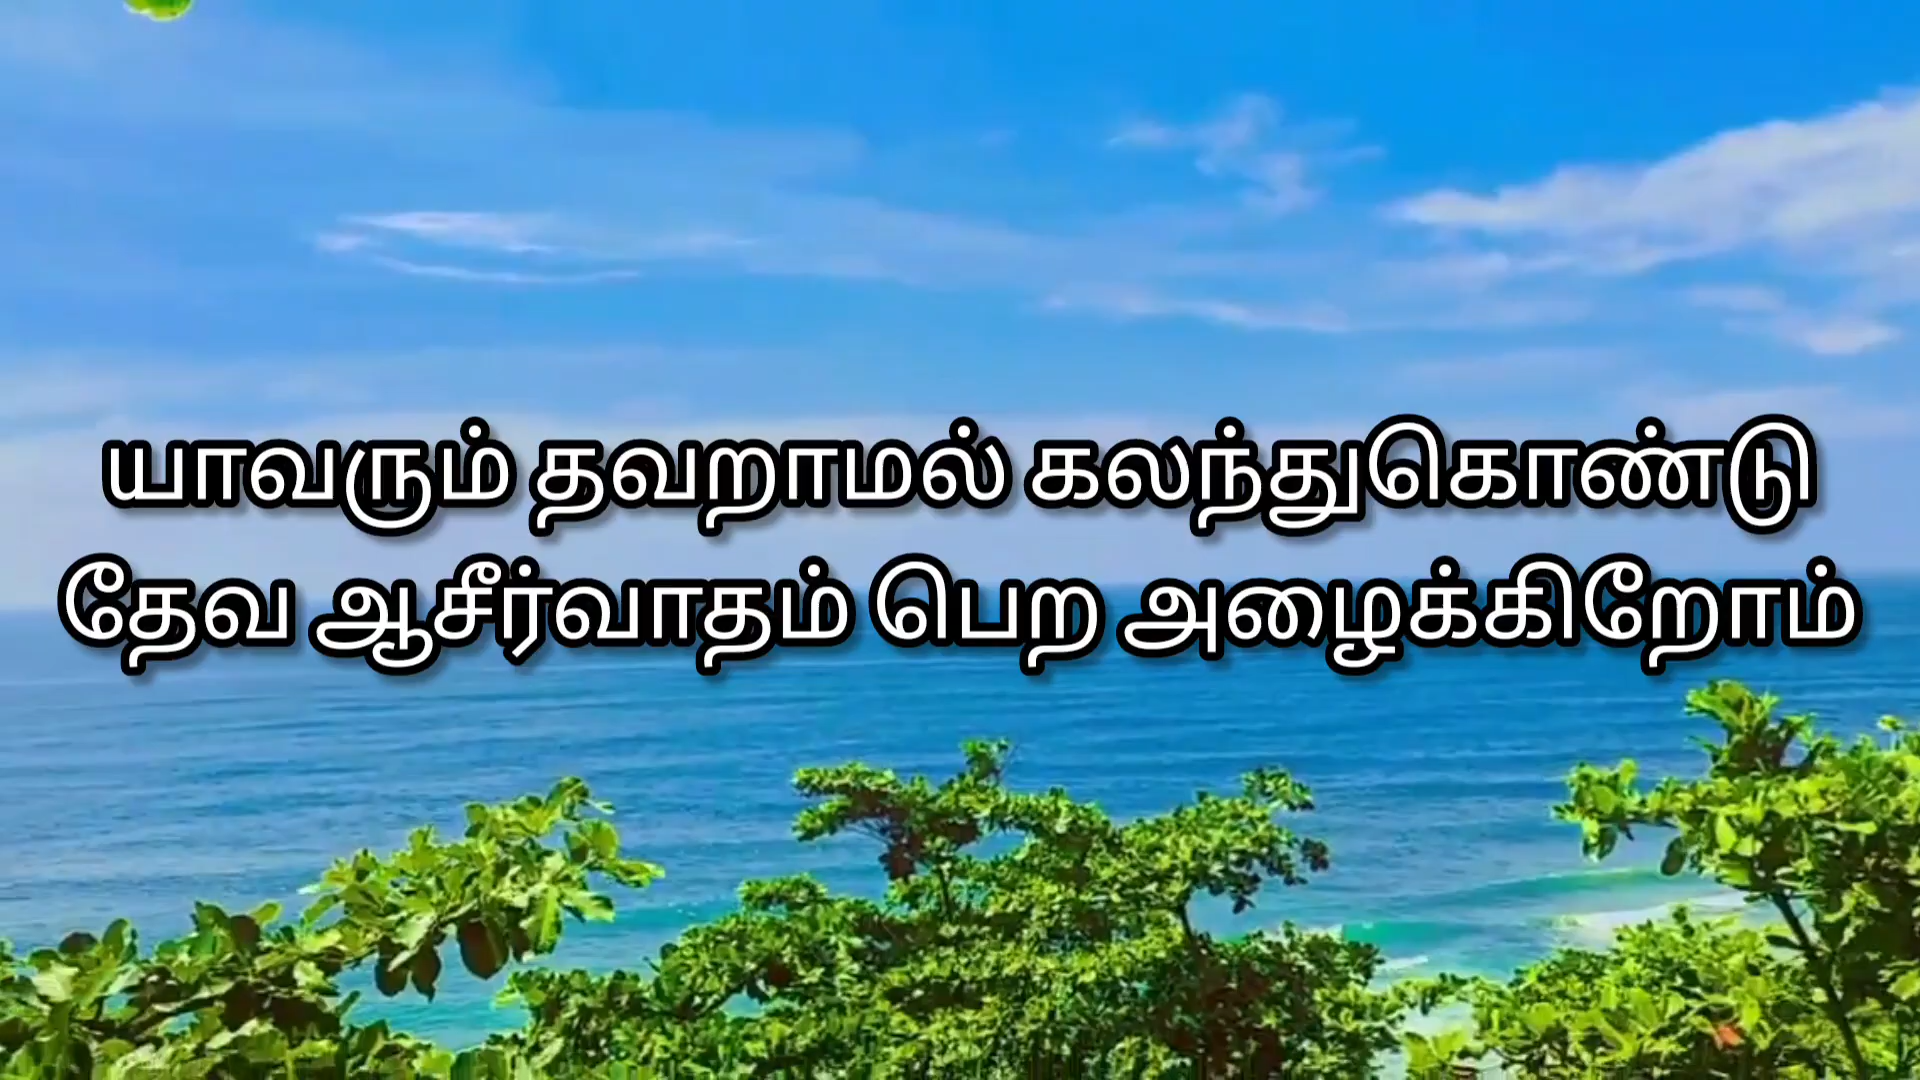 யாவரும் தவறாமல் கலந்துகொண்டு
தேவ ஆசீர்வாதம் பெற அழைக்கிறோம்